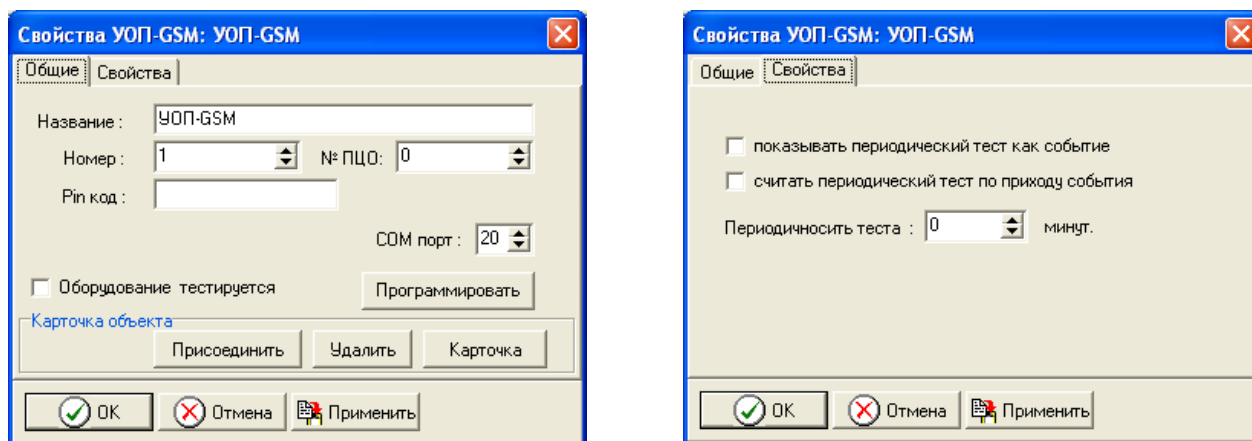 Свойства УОП-GSM: УОП-GSM
Общие Свойства
Название : УОП-GSM
Номер : 1 № ПЦО: 0
Pin код :
COM порт : 20
Оборудование тестируется Программировать
Карточка объекта
Присоединить Удалить Карточка
OK Отмена Применить
Свойства УОП-GSM: УОП-GSM
Общие Свойства
показывать периодический тест как событие
считать периодический тест по приходу события
Периодичносить теста : 0 минут.
OK Отмена Применить